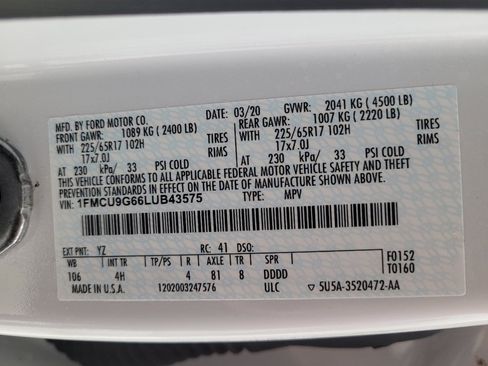 MFD. BY FORD MOTOR CO. DATE: 03/20 GVWR: 2041 KG ( 4500 LB)
FRONT GAWR: 1089 KG ( 2400 LB) REAR GAWR: 1007 KG ( 2220 LB)
WITH 225/65R17 102H TIRES WITH 225/65R17 102H TIRES
17x7.0J RIMS 17x7.0J RIMS
AT 230 kPa/ 33 PSI COLD AT 230 kPa/ 33 PSI COLD
THIS VEHICLE CONFORMS TO ALL APPLICABLE FEDERAL MOTOR VEHICLE SAFETY AND THEFT
PREVENTION STANDARDS IN EFFECT ON THE DATE OF MANUFACTURE SHOWN ABOVE.
VIN: 1FMCU9G66LUB43575 TYPE: MPV
EXT PNT: YZ RC: 41 DSO: F0152
WB INT TR TP/PS R AXLE TR SPR T0160
106 4H 4 81 8 DDDD
MADE IN U.S.A. 1202003247576 ULC ▽ 5U5A-3520472-AA